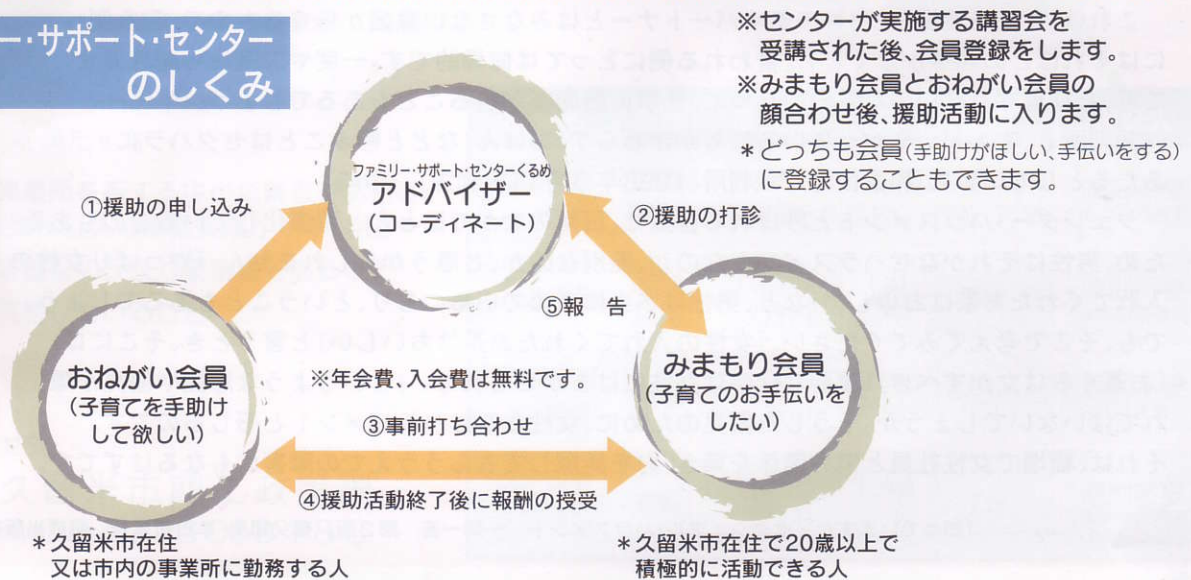 ・サポート・センター
のしくみ
※センターが実施する講習会を
受講された後、会員登録をします。
※みまもり会員とおねがい会員の
顔合わせ後、援助活動に入ります。
＊どっちも会員(手助けがほしい、手伝いをする)
に登録することもできます。
ファミリー・サポート・センターくるめ
アドバイザー
(コーディネート)
①援助の申し込み
②援助の打診
⑤報　告
おねがい会員
(子育てを手助け
して欲しい)
※年会費、入会費は無料です。
みまもり会員
(子育てのお手伝いを
したい)
③事前打ち合わせ
④援助活動終了後に報酬の授受
＊久留米市在住
又は市内の事業所に勤務する人
＊久留米市在住で20歳以上で
積極的に活動できる人